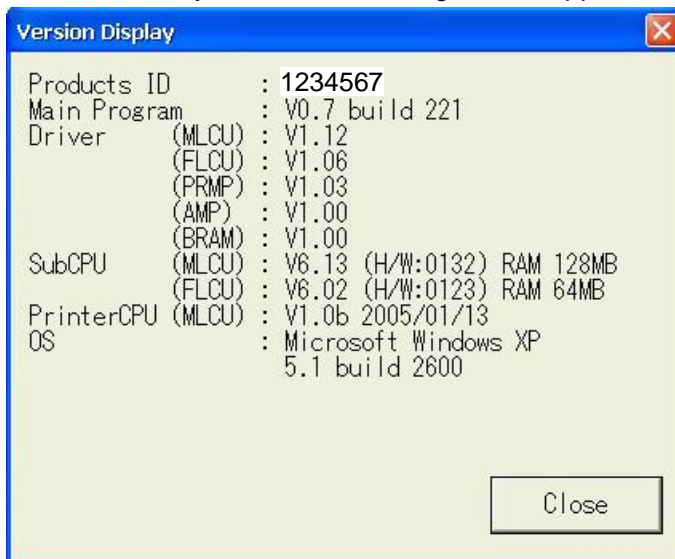 Version Display
Products ID : 1234567
Main Program : V0.7 build 221
Driver (MLCU) : V1.12
(FLCU) : V1.06
(PRMP) : V1.03
(AMP) : V1.00
(BRAM) : V1.00
SubCPU (MLCU) : V6.13 (H/W:0132) RAM 128MB
(FLCU) : V6.02 (H/W:0123) RAM 64MB
PrinterCPU (MLCU) : V1.0b 2005/01/13
OS : Microsoft Windows XP
5.1 build 2600
Close